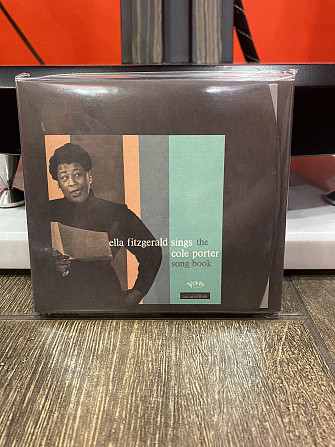 ella fitzgerald sings the
cole porter
song book
Verve